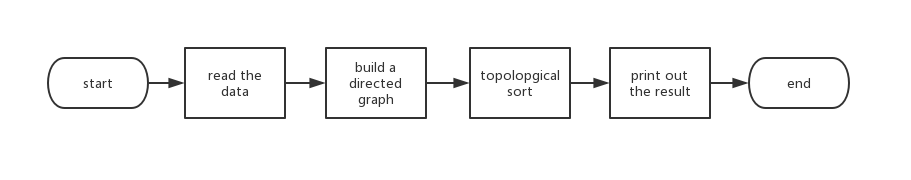 start
read the
data
build a
directed
graph
topolopgical
sort
print out
the result
end